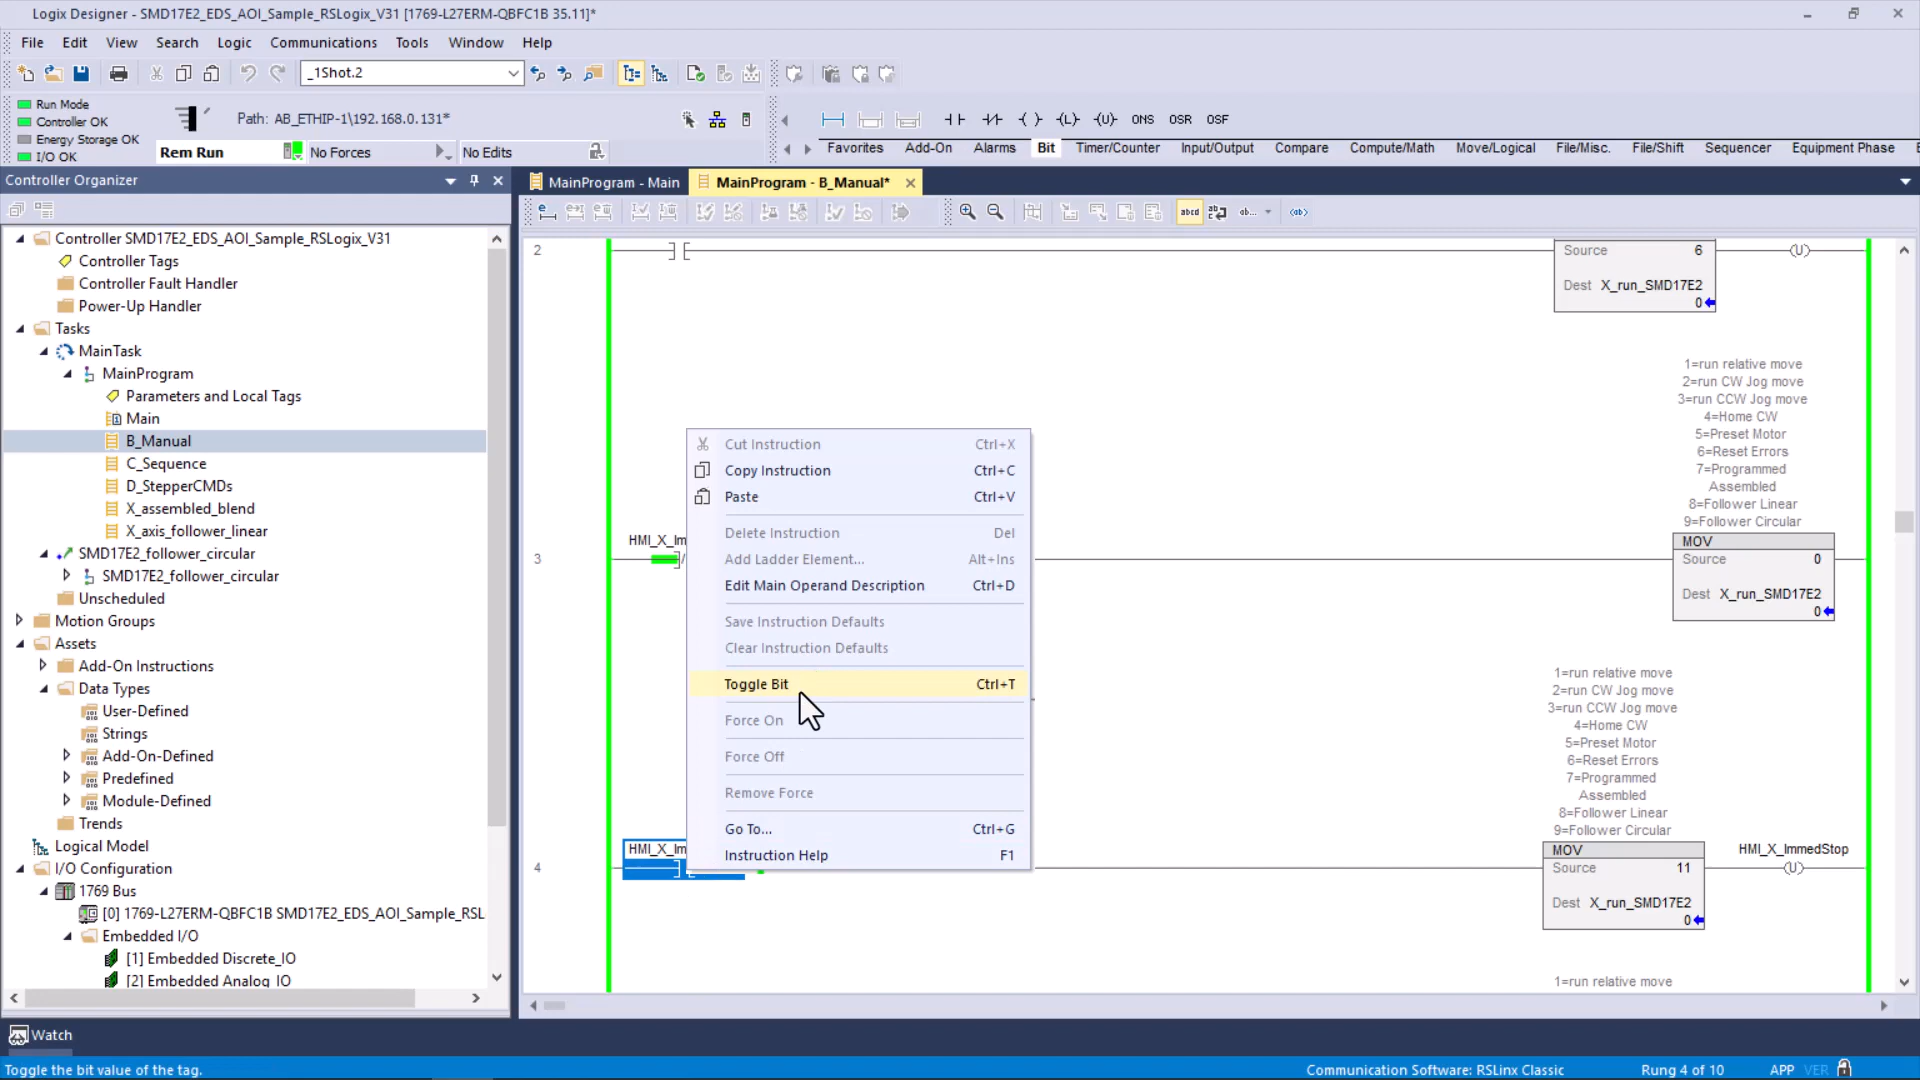 Logix Designer - SMD17E2_EDS_AOI_Sample_RSLogix_V31 [1769-L27ERM-QBFC1B 35.11]*
File Edit View Search Logic Communications Tools Window Help
_1Shot.2
Run Mode
Controller OK
Energy Storage OK
I/O OK
Path: AB_ETHIP-1\192.168.0.131*
Rem Run
No Forces
No Edits
ONS OSR OSF
Favorites Add-On Alarms Bit Timer/Counter Input/Output Compare Compute/Math Move/Logical File/Misc. File/Shift Sequencer Equipment Phase
Controller Organizer
MainProgram - Main
MainProgram - B_Manual*
Controller SMD17E2_EDS_AOI_Sample_RSLogix_V31
Controller Tags
Controller Fault Handler
Power-Up Handler
Tasks
MainTask
MainProgram
Parameters and Local Tags
Main
B_Manual
C_Sequence
D_StepperCMDs
X_assembled_blend
X_axis_follower_linear
SMD17E2_follower_circular
SMD17E2_follower_circular
Unscheduled
Motion Groups
Assets
Add-On Instructions
Data Types
User-Defined
Strings
Add-On-Defined
Predefined
Module-Defined
Trends
Logical Model
I/O Configuration
1769 Bus
[0] 1769-L27ERM-QBFC1B SMD17E2_EDS_AOI_Sample_RSL
Embedded I/O
[1] Embedded Discrete_IO
[2] Embedded Analog_IO
2
(U)
Source 6
Dest X_run_SMD17E2
0
1=run relative move
2=run CW Jog move
3=run CCW Jog move
4=Home CW
5=Preset Motor
6=Reset Errors
7=Programmed
Assembled
8=Follower Linear
9=Follower Circular
3
HMI_X_Im
MOV
Source 0
Dest X_run_SMD17E2
0
Cut Instruction Ctrl+X
Copy Instruction Ctrl+C
Paste Ctrl+V
Delete Instruction Del
Add Ladder Element... Alt+Ins
Edit Main Operand Description Ctrl+D
Save Instruction Defaults
Clear Instruction Defaults
Toggle Bit Ctrl+T
Force On
Force Off
Remove Force
Go To... Ctrl+G
Instruction Help F1
1=run relative move
2=run CW Jog move
3=run CCW Jog move
4=Home CW
5=Preset Motor
6=Reset Errors
7=Programmed
Assembled
8=Follower Linear
9=Follower Circular
4
HMI_X_Im
MOV
Source 11
Dest X_run_SMD17E2
0
HMI_X_ImmedStop
(U)
1=run relative move
Watch
Toggle the bit value of the tag.
Communication Software: RSLinx Classic
Rung 4 of 10
APP VER